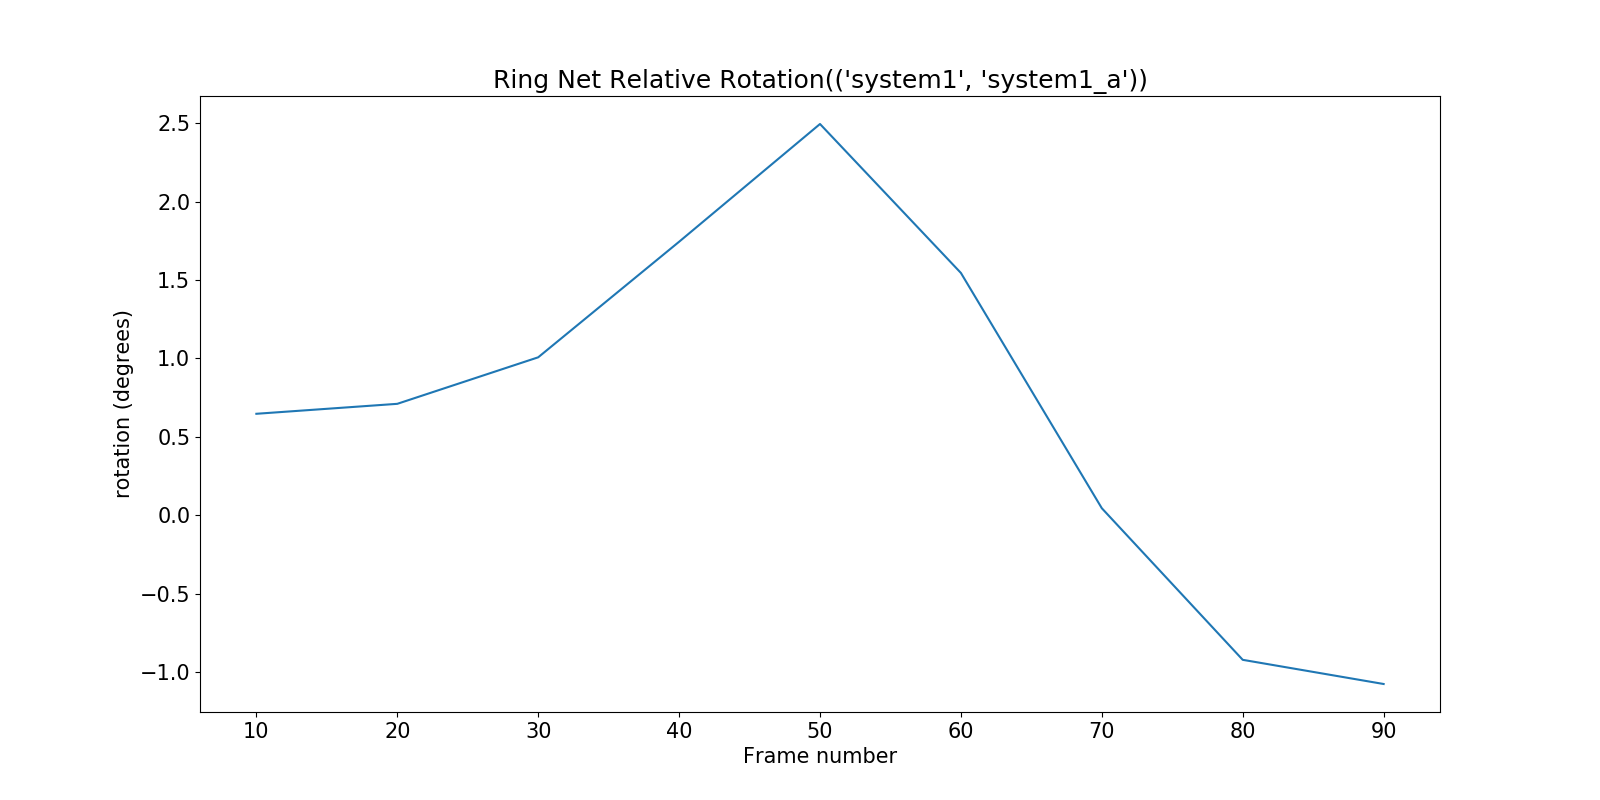 Ring Net Relative Rotation(('system1', 'system1_a'))
2.5
2.0
1.5
1.0
0.5
0.0
−0.5
−1.0
rotation (degrees)
10 20 30 40 50 60 70 80 90
Frame number